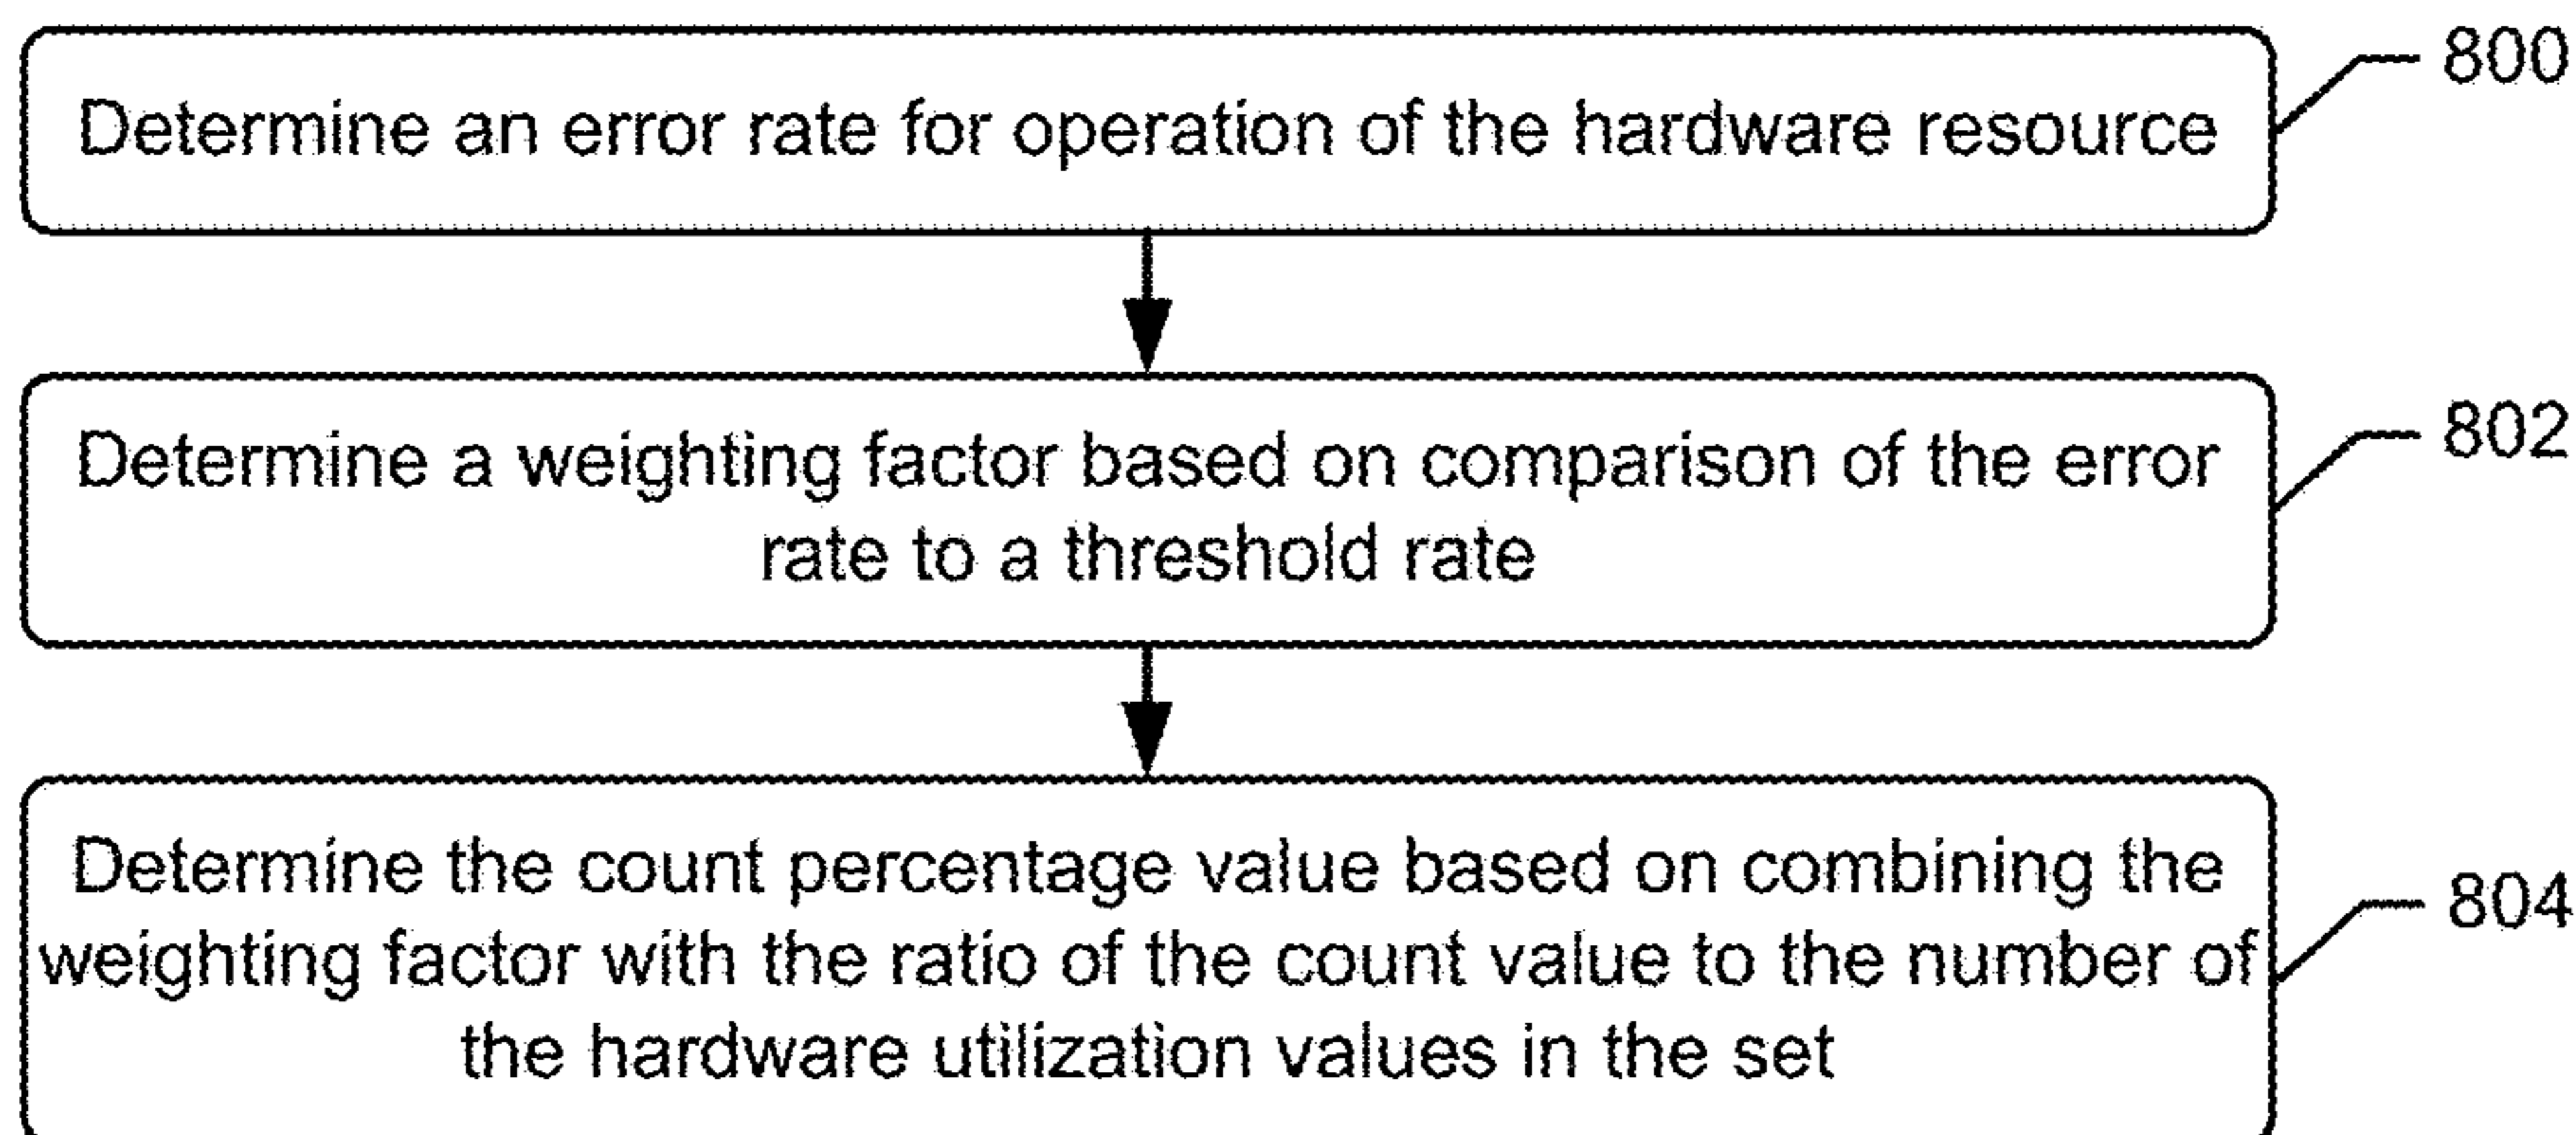 Determine an error rate for operation of the hardware resource
800
Determine a weighting factor based on comparison of the error
rate to a threshold rate
802
Determine the count percentage value based on combining the
weighting factor with the ratio of the count value to the number of
the hardware utilization values in the set
804